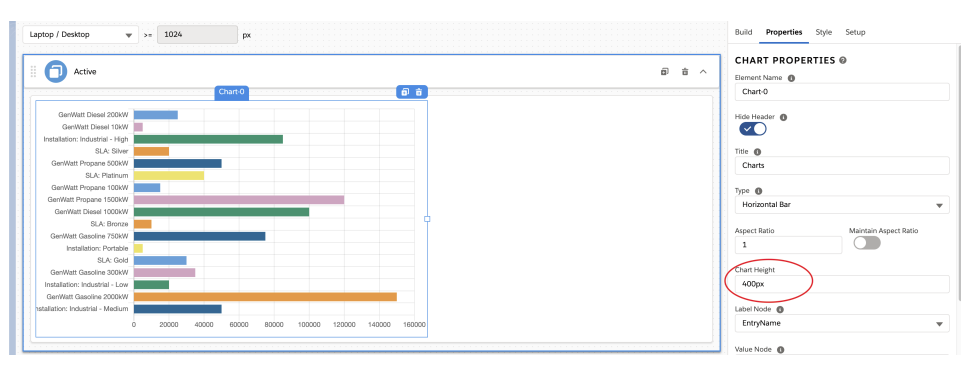 Laptop / Desktop >= 1024 px
Active
Chart-0
GenWatt Diesel 200kW
GenWatt Diesel 10kW
Installation: Industrial - High
SLA: Silver
GenWatt Propane 500kW
SLA: Platinum
GenWatt Propane 100kW
GenWatt Propane 1500kW
GenWatt Diesel 1000kW
SLA: Bronze
GenWatt Gasoline 750kW
Installation: Portable
SLA: Gold
GenWatt Gasoline 300kW
Installation: Industrial - Low
GenWatt Gasoline 2000kW
nstallation: Industrial - Medium
0 20000 40000 60000 80000 100000 120000 140000 160000
Build Properties Style Setup
CHART PROPERTIES
Element Name
Chart-0
Hide Header
Title
Charts
Type
Horizontal Bar
Aspect Ratio Maintain Aspect Ratio
1
Chart Height
400px
Label Node
EntryName
Value Node